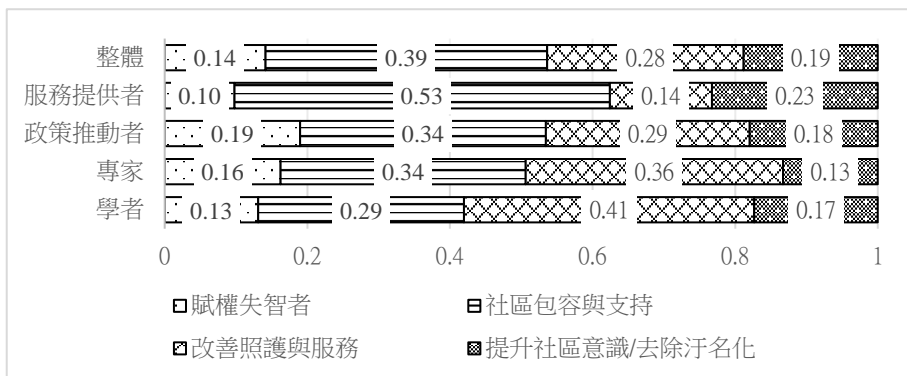 整體 0.14 0.39 0.28 0.19
服務提供者 0.10 0.53 0.14 0.23
政策推動者 0.19 0.34 0.29 0.18
專家 0.16 0.34 0.36 0.13
學者 0.13 0.29 0.41 0.17
0 0.2 0.4 0.6 0.8 1
賦權失智者 社區包容與支持
改善照護與服務 提升社區意識/去除汙名化